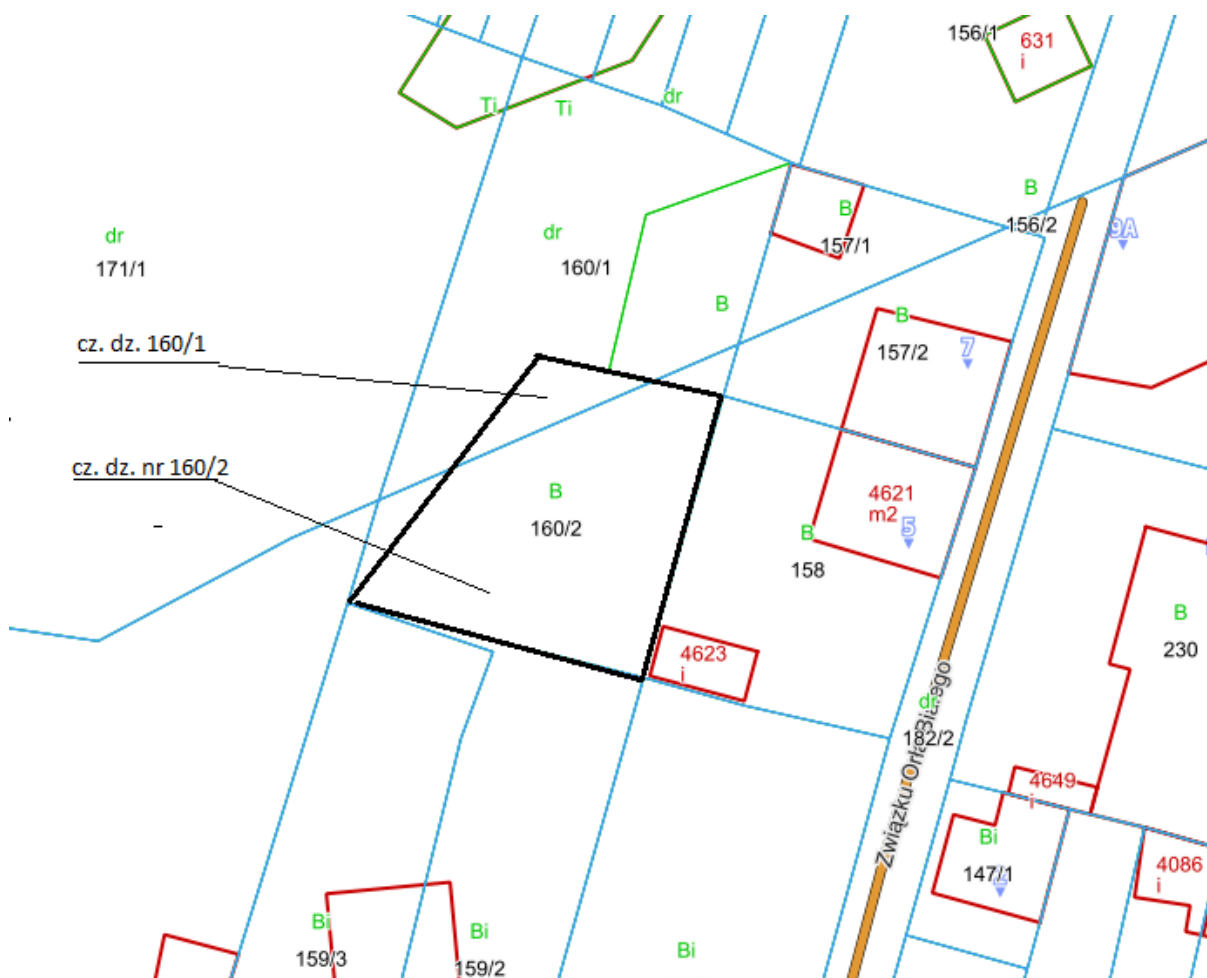 156/1
631
i
Ti
Ti
dr
B
B
156/2
9A
dr
171/1
dr
160/1
157/1
B
B
157/2
7
cz. dz. 160/1
cz. dz. nr 160/2
B
160/2
4621
m2
5
B
158
B
230
4623
i
dr
182/2
Związku Orła Białego
4649
i
Bi
147/1
4086
i
Bi
159/3
Bi
159/2
Bi